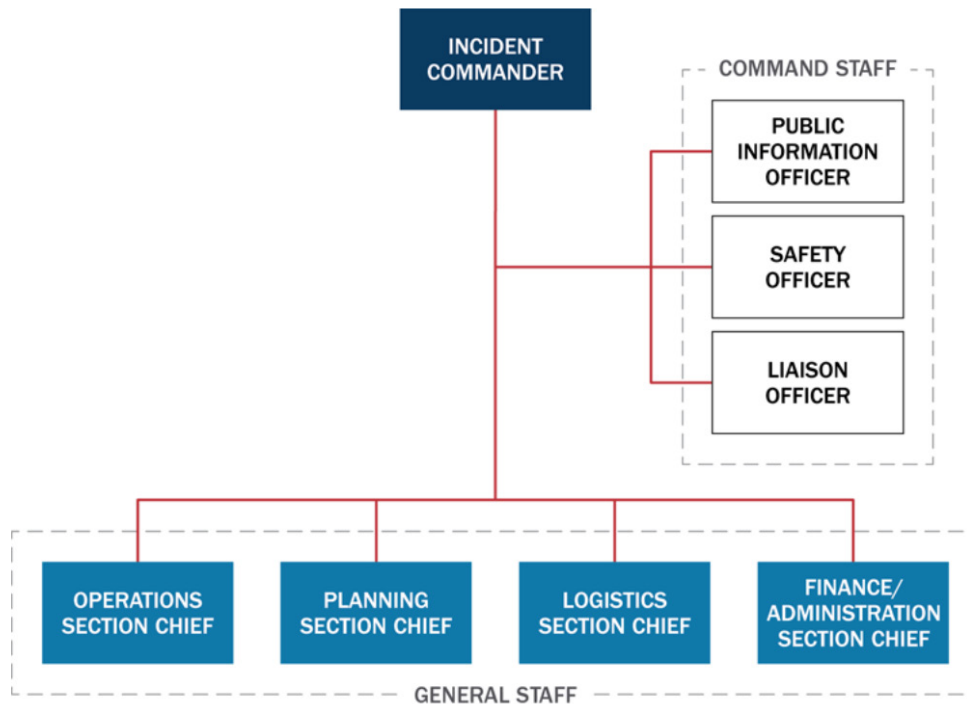 INCIDENT
COMMANDER
COMMAND STAFF
PUBLIC
INFORMATION
OFFICER
SAFETY
OFFICER
LIAISON
OFFICER
OPERATIONS
SECTION CHIEF
PLANNING
SECTION CHIEF
LOGISTICS
SECTION CHIEF
FINANCE/
ADMINISTRATION
SECTION CHIEF
GENERAL STAFF